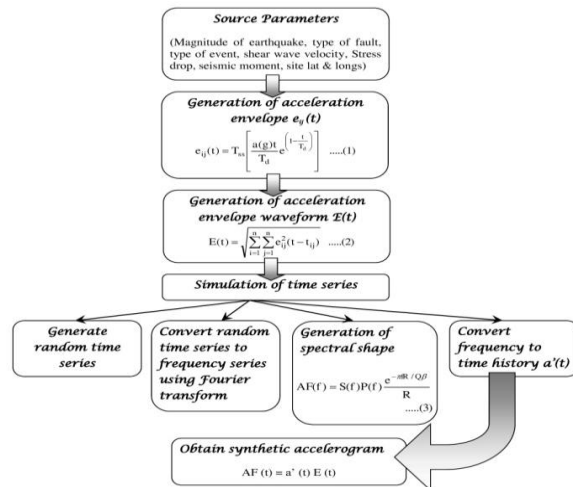 Source Parameters
(Magnitude of earthquake, type of fault,
type of event, shear wave velocity, Stress
drop, seismic moment, site lat & longs)
Generation of acceleration
envelope e_ij(t)
e_ij(t) = T_ss [ a(g)t / T_d e^(1 - t/T_d) ] .....(1)
Generation of acceleration
envelope waveform E(t)
E(t) = √( Σ_{i=1}^{n} Σ_{j=1}^{n} e_ij^2 (t - t_ij) ) .....(2)
Simulation of time series
Generate
random time
series
Convert random
time series to
frequency series
using Fourier
transform
Generation of
spectral shape
AF(f) = S(f)P(f) e^(-πfR / Qβ) / R
.....(3)
Convert
frequency to
time history a'(t)
Obtain synthetic accelerogram
AF (t) = a' (t) E (t)